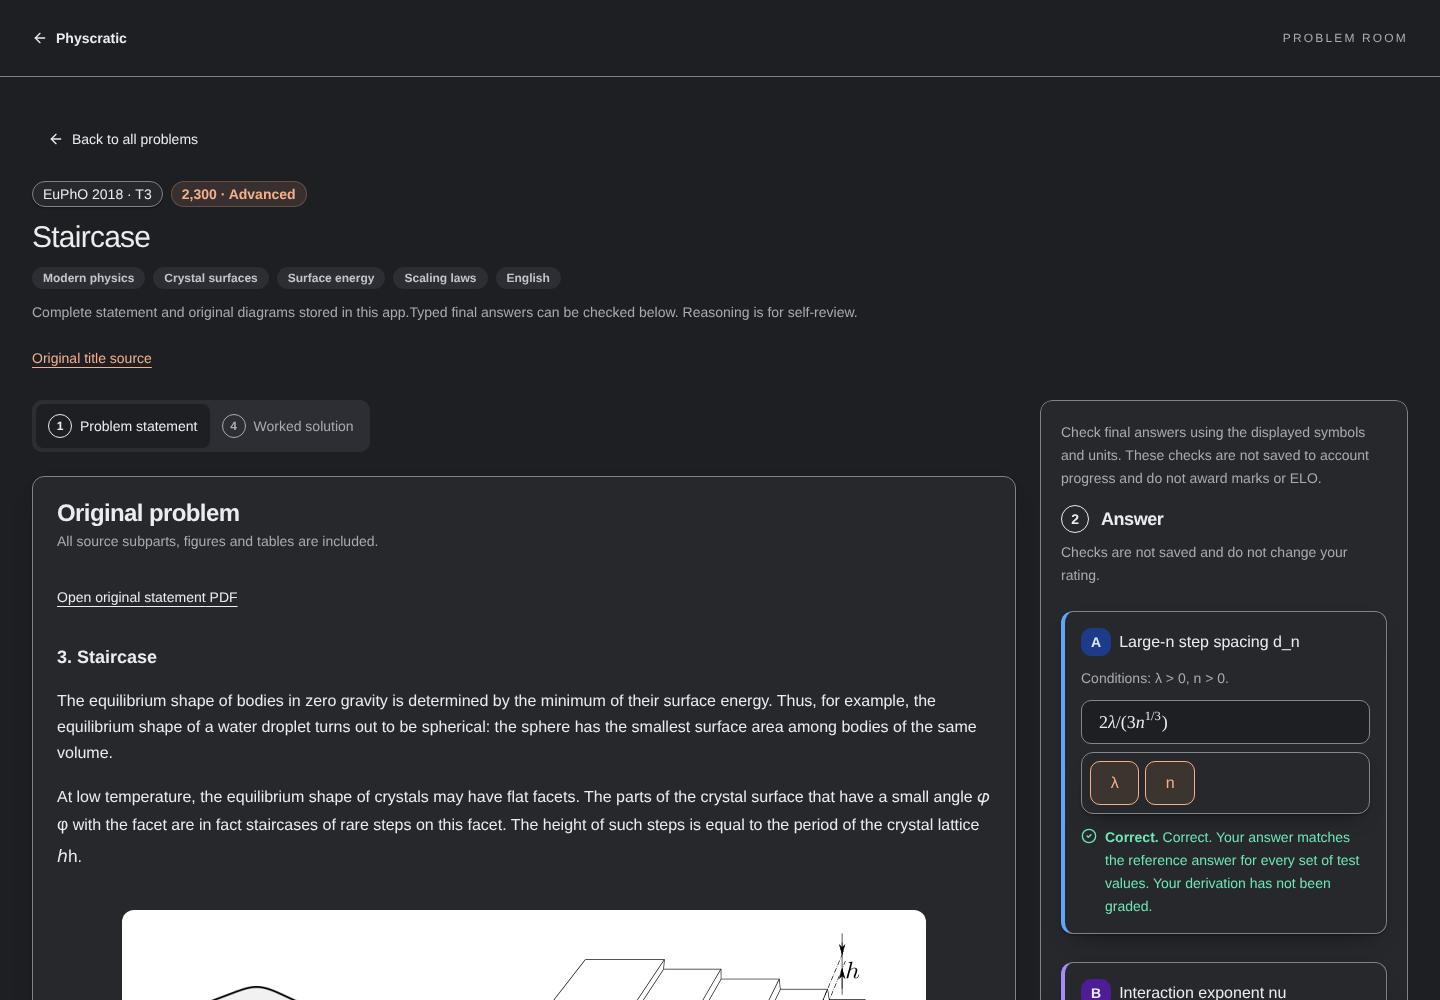 Physcratic
PROBLEM ROOM
Back to all problems
EuPhO 2018 · T3
2,300 · Advanced
Staircase
Modern physics
Crystal surfaces
Surface energy
Scaling laws
English
Complete statement and original diagrams stored in this app.Typed final answers can be checked below. Reasoning is for self-review.
Original title source
1 Problem statement
4 Worked solution
Original problem
All source subparts, figures and tables are included.
Open original statement PDF
3. Staircase
The equilibrium shape of bodies in zero gravity is determined by the minimum of their surface energy. Thus, for example, the
equilibrium shape of a water droplet turns out to be spherical: the sphere has the smallest surface area among bodies of the same
volume.
At low temperature, the equilibrium shape of crystals may have flat facets. The parts of the crystal surface that have a small angle φ
φ with the facet are in fact staircases of rare steps on this facet. The height of such steps is equal to the period of the crystal lattice
hh.
h
Check final answers using the displayed symbols
and units. These checks are not saved to account
progress and do not award marks or ELO.
2 Answer
Checks are not saved and do not change your
rating.
A Large-n step spacing d_n
Conditions: λ > 0, n > 0.
2λ/(3n^{1/3})
λ
n
Correct. Correct. Your answer matches
the reference answer for every set of test
values. Your derivation has not been
graded.
B Interaction exponent nu